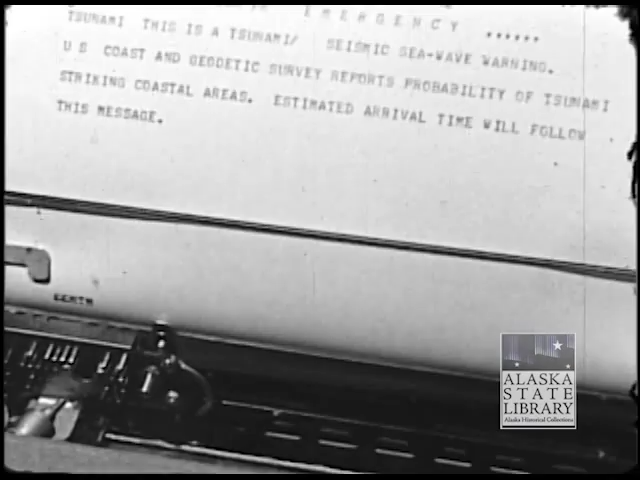 EMERGENCY ******
TSUNAMI THIS IS A TSUNAMI/ SEISMIC SEA-WAVE WARNING.
U S COAST AND GEODETIC SURVEY REPORTS PROBABILITY OF TSUNAMI
STRIKING COASTAL AREAS. ESTIMATED ARRIVAL TIME WILL FOLLOW
THIS MESSAGE.
ALASKA
STATE
LIBRARY
Alaska Historical Collections